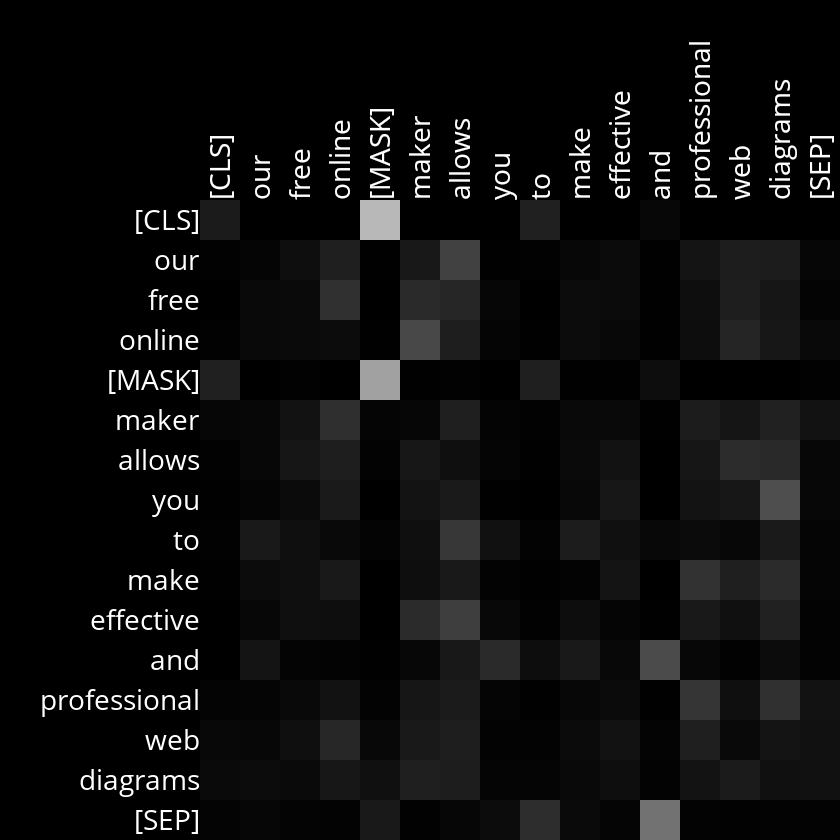 [CLS] our free online [MASK] maker allows you to make effective and professional web diagrams [SEP]
[CLS]
our
free
online
[MASK]
maker
allows
you
to
make
effective
and
professional
web
diagrams
[SEP]